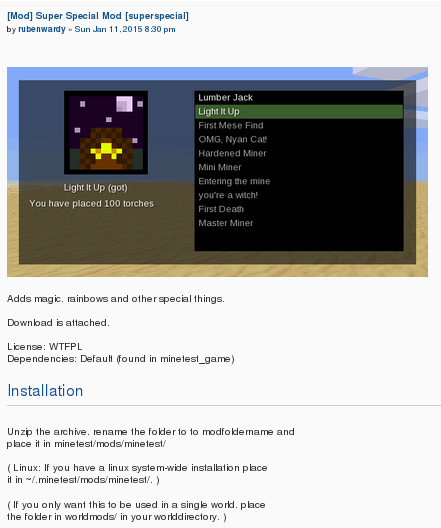 [Mod] Super Special Mod [superspecial]
by rubenwardy » Sun Jan 11, 2015 8:30 pm
Lumber Jack
Light It Up
First Mese Find
OMG, Nyan Cat!
Hardened Miner
Mini Miner
Entering the mine
you're a witch!
First Death
Master Miner
Light It Up (got)
You have placed 100 torches
Adds magic, rainbows and other special things.
Download is attached.
License: WTFPL
Dependencies: Default (found in minetest_game)
Installation
Unzip the archive, rename the folder to to modfoldername and
place it in minetest/mods/minetest/
( Linux: If you have a linux system-wide installation place
it in ~/.minetest/mods/minetest/. )
( If you only want this to be used in a single world, place
the folder in worldmods/ in your worlddirectory. )